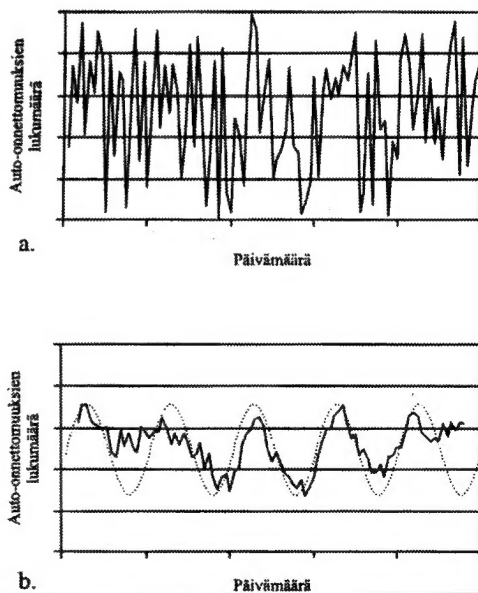 Auto-onnettomuuksien
lukumäärä
a.
Päivämäärä
Auto-onnettomuuksien
lukumäärä
b.
Päivämäärä